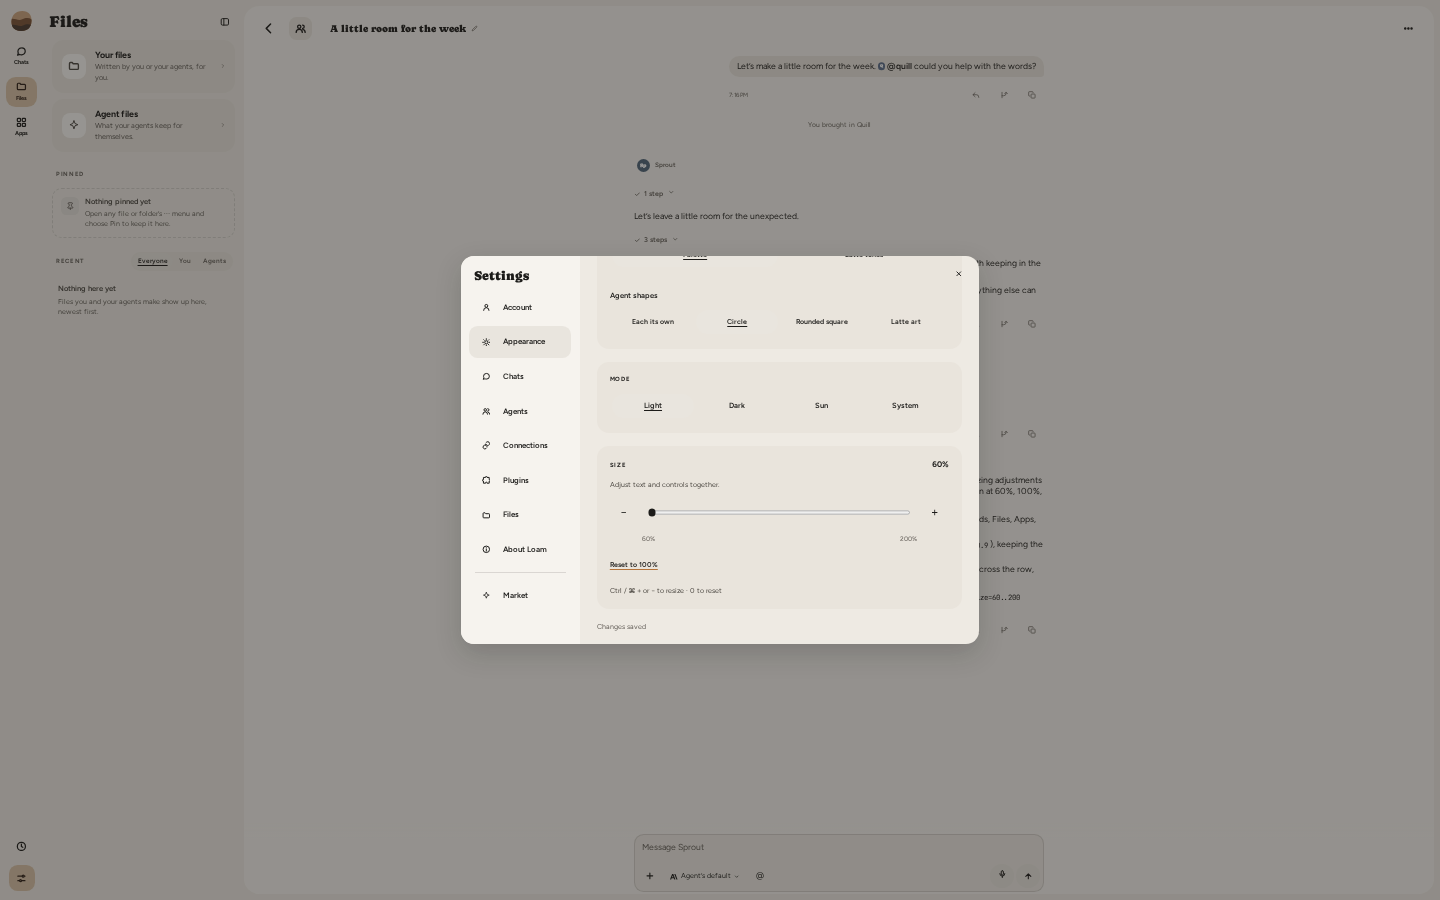 Files
Chats
Files
Apps
Your files
Written by you or your agents, for
you.
Agent files
What your agents keep for
themselves.
PINNED
Nothing pinned yet
Open any file or folder's ··· menu and
choose Pin to keep it here.
RECENT
Everyone
You
Agents
Nothing here yet
Files you and your agents make show up here,
newest first.
A little room for the week
Let's make a little room for the week. @quill could you help with the words?
7:16PM
You brought in Quill
Sprout
1 step
Let's leave a little room for the unexpected.
3 steps
h keeping in the
ything else can
ing adjustments
n at 60%, 100%,
ds, Files, Apps,
.9 ), keeping the
cross the row,
ze=60..200
Settings
Account
Appearance
Chats
Agents
Connections
Plugins
Files
About Loam
Market
Agent shapes
Each its own
Circle
Rounded square
Latte art
MODE
Light
Dark
Sun
System
SIZE
60%
Adjust text and controls together.
−
+
60%
200%
Reset to 100%
Ctrl / ⌘ + or − to resize · 0 to reset
Changes saved
Message Sprout
Agent's default
@